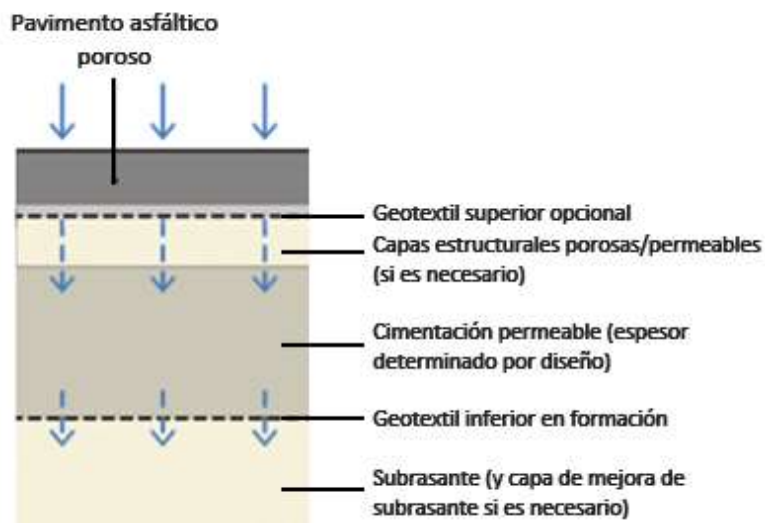 Pavimento asfáltico
poroso
Geotextil superior opcional
Capas estructurales porosas/permeables
(si es necesario)
Cimentación permeable (espesor
determinado por diseño)
Geotextil inferior en formación
Subrasante (y capa de mejora de
subrasante si es necesario)